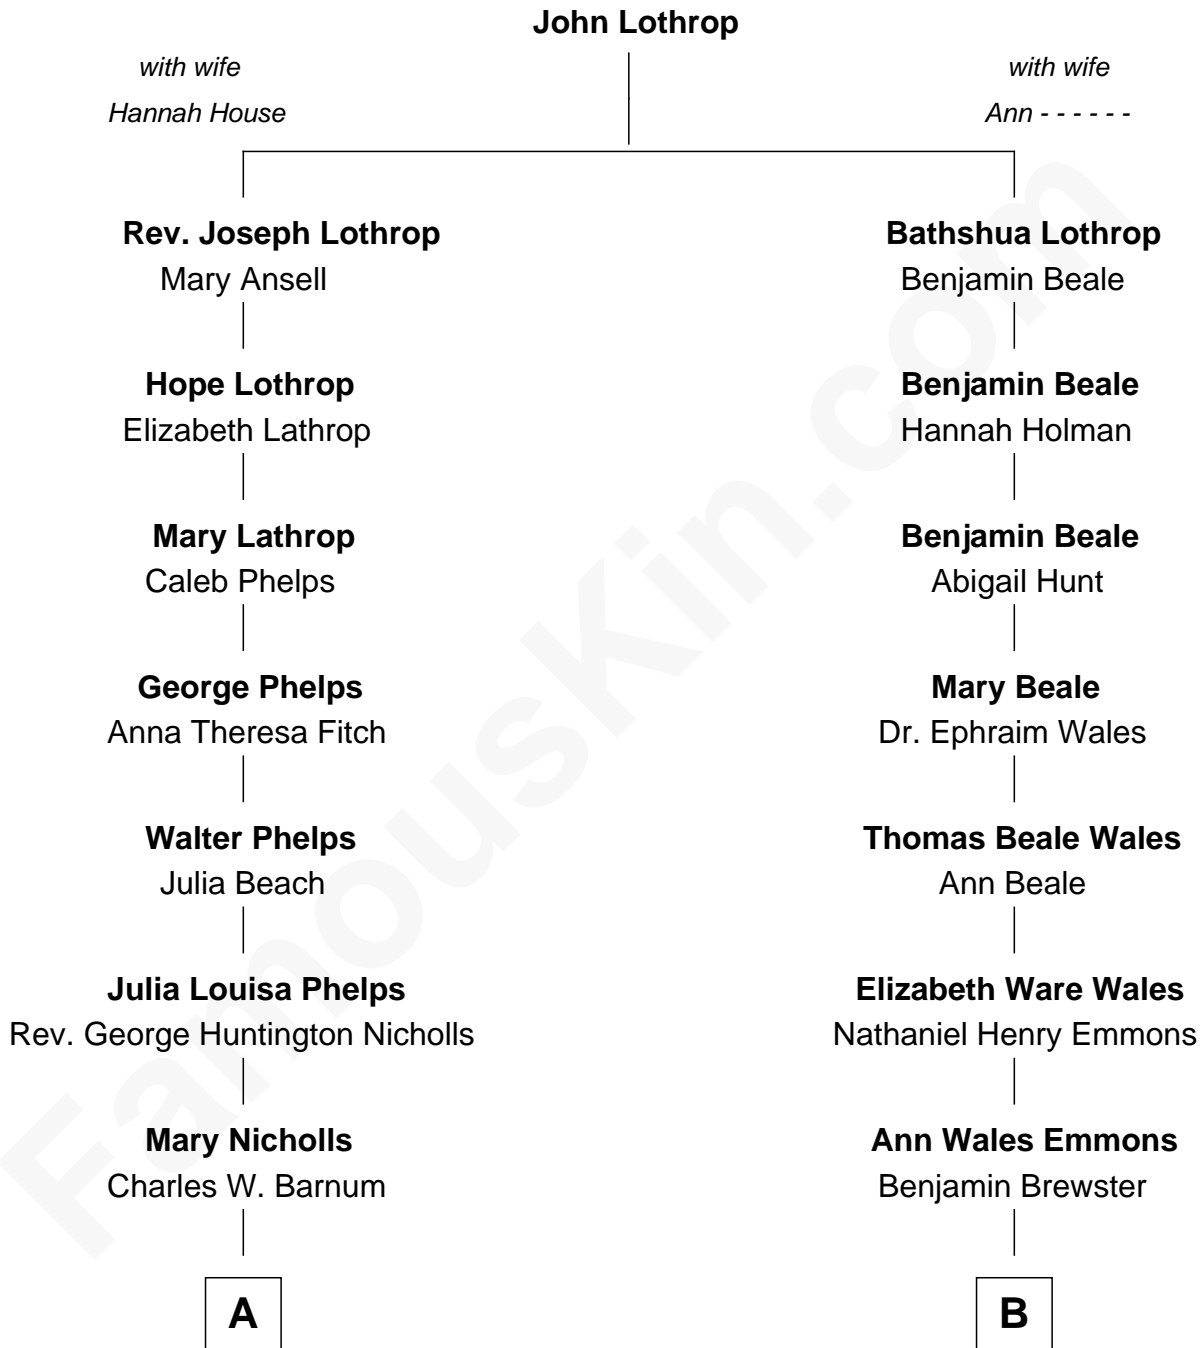 John Lothrop
with wife
Hannah House
with wife
Ann - - - - - -
Rev. Joseph Lothrop
Mary Ansell
Bathshua Lothrop
Benjamin Beale
Hope Lothrop
Elizabeth Lathrop
Benjamin Beale
Hannah Holman
Mary Lathrop
Caleb Phelps
Benjamin Beale
Abigail Hunt
George Phelps
Anna Theresa Fitch
Mary Beale
Dr. Ephraim Wales
Walter Phelps
Julia Beach
Thomas Beale Wales
Ann Beale
Julia Louisa Phelps
Rev. George Huntington Nicholls
Elizabeth Ware Wales
Nathaniel Henry Emmons
Mary Nicholls
Charles W. Barnum
Ann Wales Emmons
Benjamin Brewster
A
B
FamousKin.com